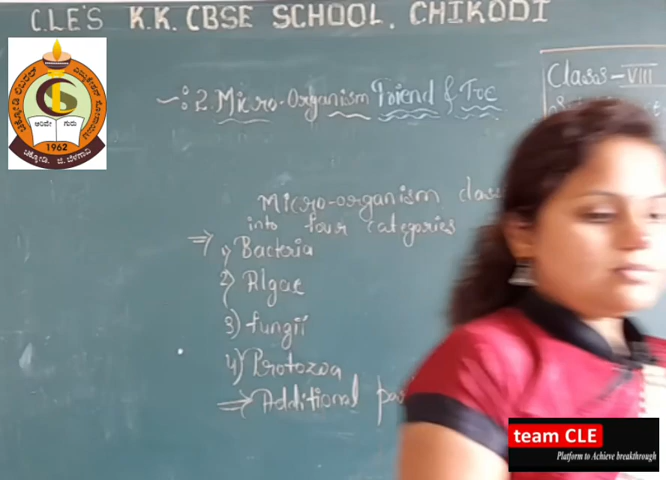 C.L.E'S K.K. CBSE SCHOOL, CHIKODI
Class - VIII
2. Micro-Organism Friend & Foe
Micro-organism
into four categories
⇒ 1) Bacteria
2) Algae
3) fungii
4) Protozoa
⇒ Additional
ಅರಿವೇ ಗುರು
1962
team CLE
Platform to Achieve breakthrough